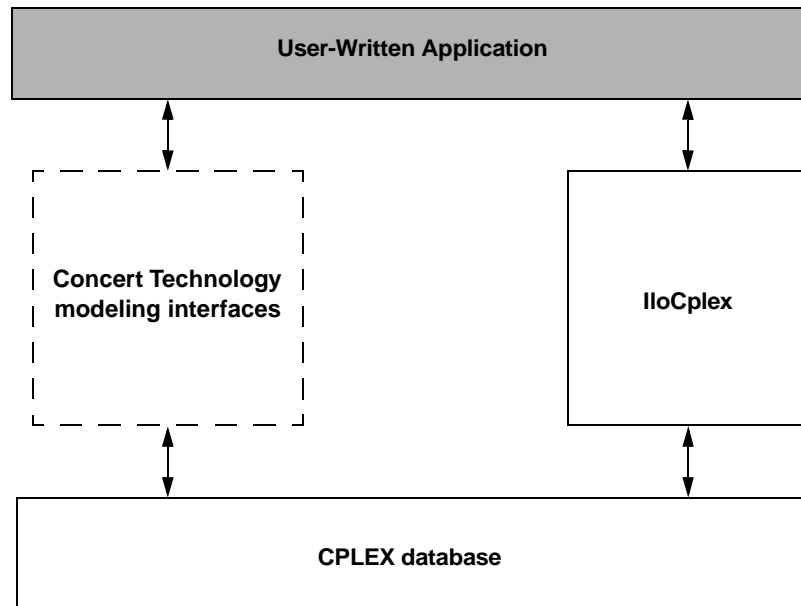 User-Written Application
Concert Technology
modeling interfaces
IloCplex
CPLEX database